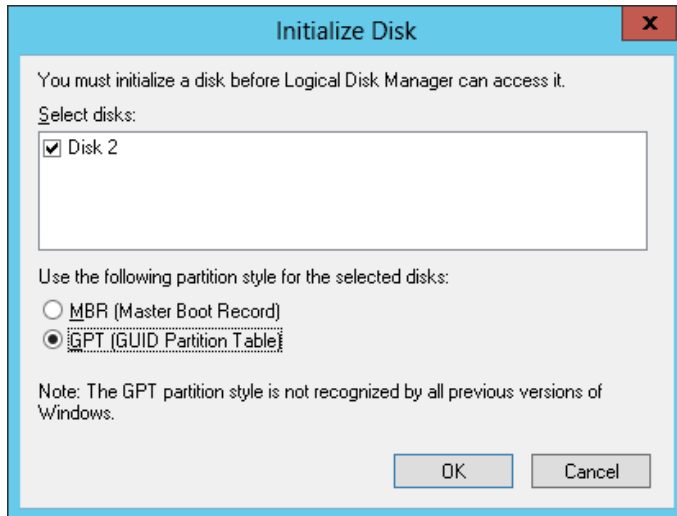 Initialize Disk
x
You must initialize a disk before Logical Disk Manager can access it.
Select disks:
Disk 2
Use the following partition style for the selected disks:
MBR (Master Boot Record)
GPT (GUID Partition Table)
Note: The GPT partition style is not recognized by all previous versions of
Windows.
OK Cancel